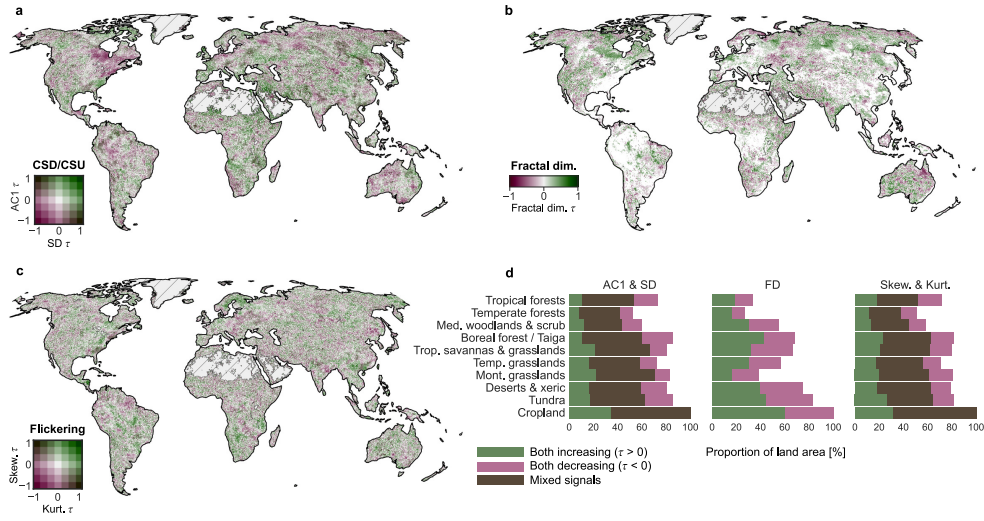 a
CSD/CSU
AC1 τ
1
0
−1
−1 0 1
SD τ
b
Fractal dim.
−1 0 1
Fractal dim. τ
c
Flickering
Skew. τ
1
0
−1
−1 0 1
Kurt. τ
d
AC1 & SD FD Skew. & Kurt.
Tropical forests
Temperate forests
Med. woodlands & scrub
Boreal forest / Taiga
Trop. savannas & grasslands
Temp. grasslands
Mont. grasslands
Deserts & xeric
Tundra
Cropland
0 20 40 60 80 100 0 20 40 60 80 100 0 20 40 60 80 100
Proportion of land area [%]
Both increasing (τ > 0)
Both decreasing (τ < 0)
Mixed signals